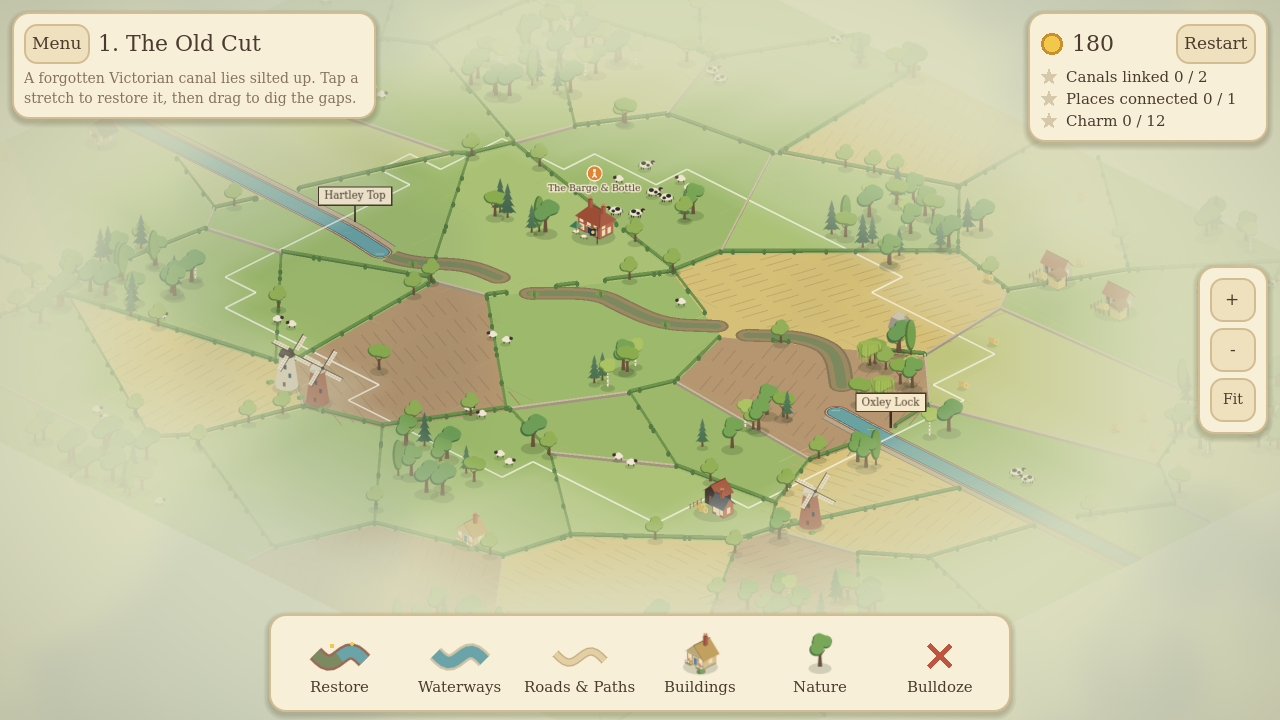 Menu
1. The Old Cut
A forgotten Victorian canal lies silted up. Tap a
stretch to restore it, then drag to dig the gaps.
180
Restart
Canals linked 0 / 2
Places connected 0 / 1
Charm 0 / 12
The Barge & Bottle
Hartley Top
Oxley Lock
+
-
Fit
Restore
Waterways
Roads & Paths
Buildings
Nature
Bulldoze